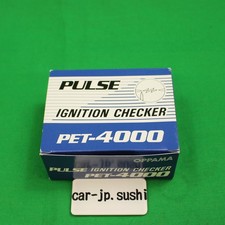 PULSE
IGNITION CHECKER
PET-4000
OPPAMA
PULSE IGNITION CHECKER
PET-4000
car-jp.sushi